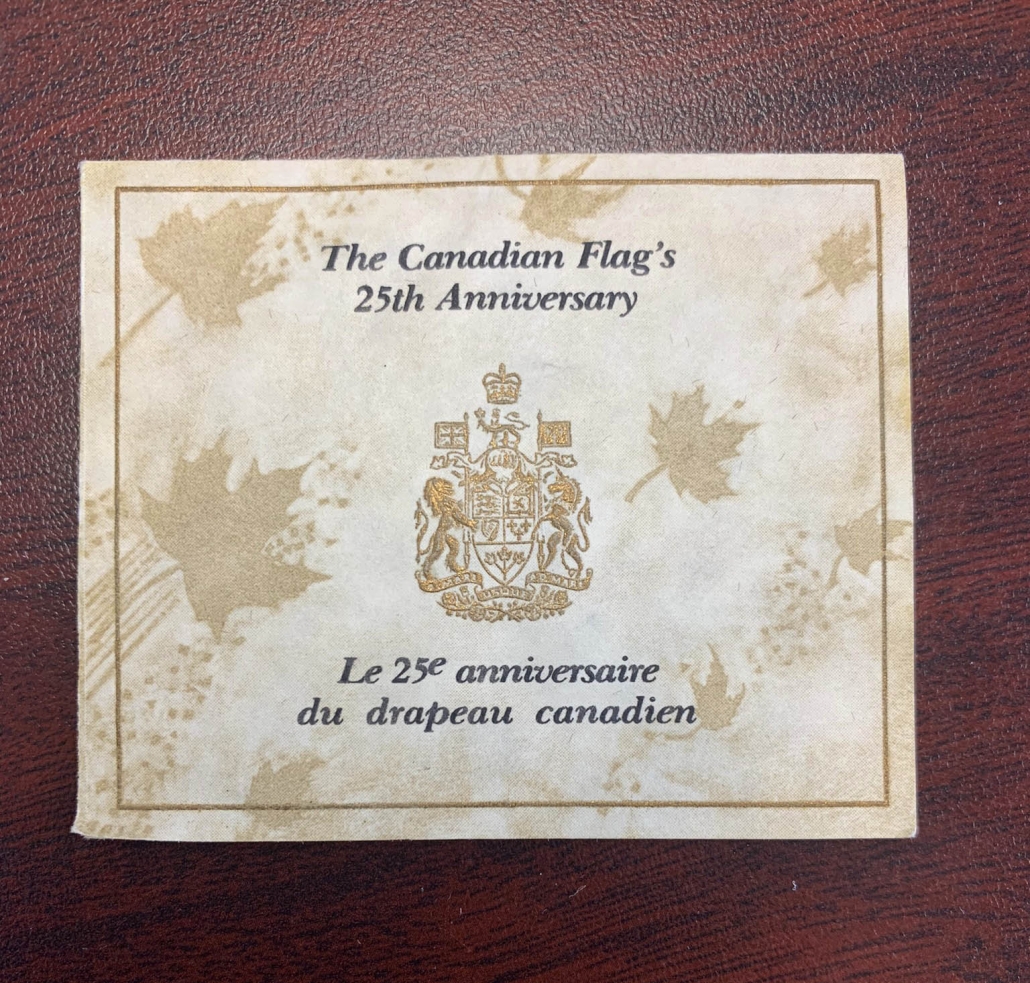 The Canadian Flag's
25th Anniversary
Le 25e anniversaire
du drapeau canadien